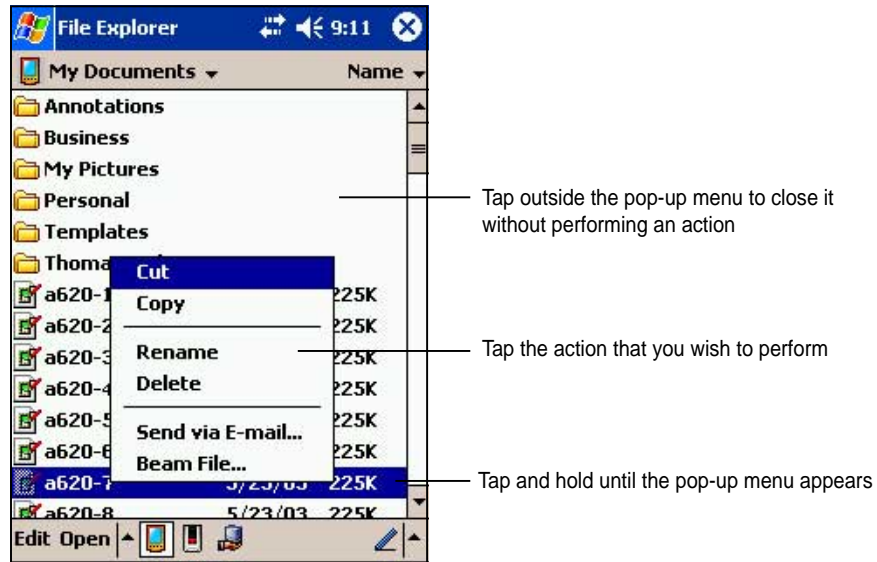 File Explorer 9:11
My Documents Name
Annotations
Business
My Pictures
Personal
Tap outside the pop-up menu to close it
without performing an action
Templates
Cut
a620-1 225K
Copy
a620-2 225K
a620-3 Rename 225K
Tap the action that you wish to perform
a620-4 Delete 225K
a620-5 225K
Send via E-mail...
a620-6 225K
Beam File...
a620-7 5/23/03 225K
Tap and hold until the pop-up menu appears
a620-8 5/23/03 225K
Edit Open